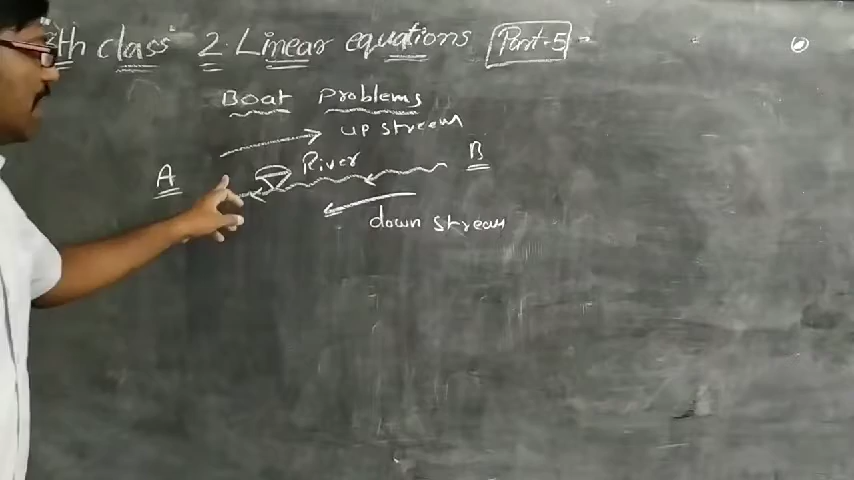 th class 2. Linear equations Part-5
Boat Problems
up stream
A River B
down stream